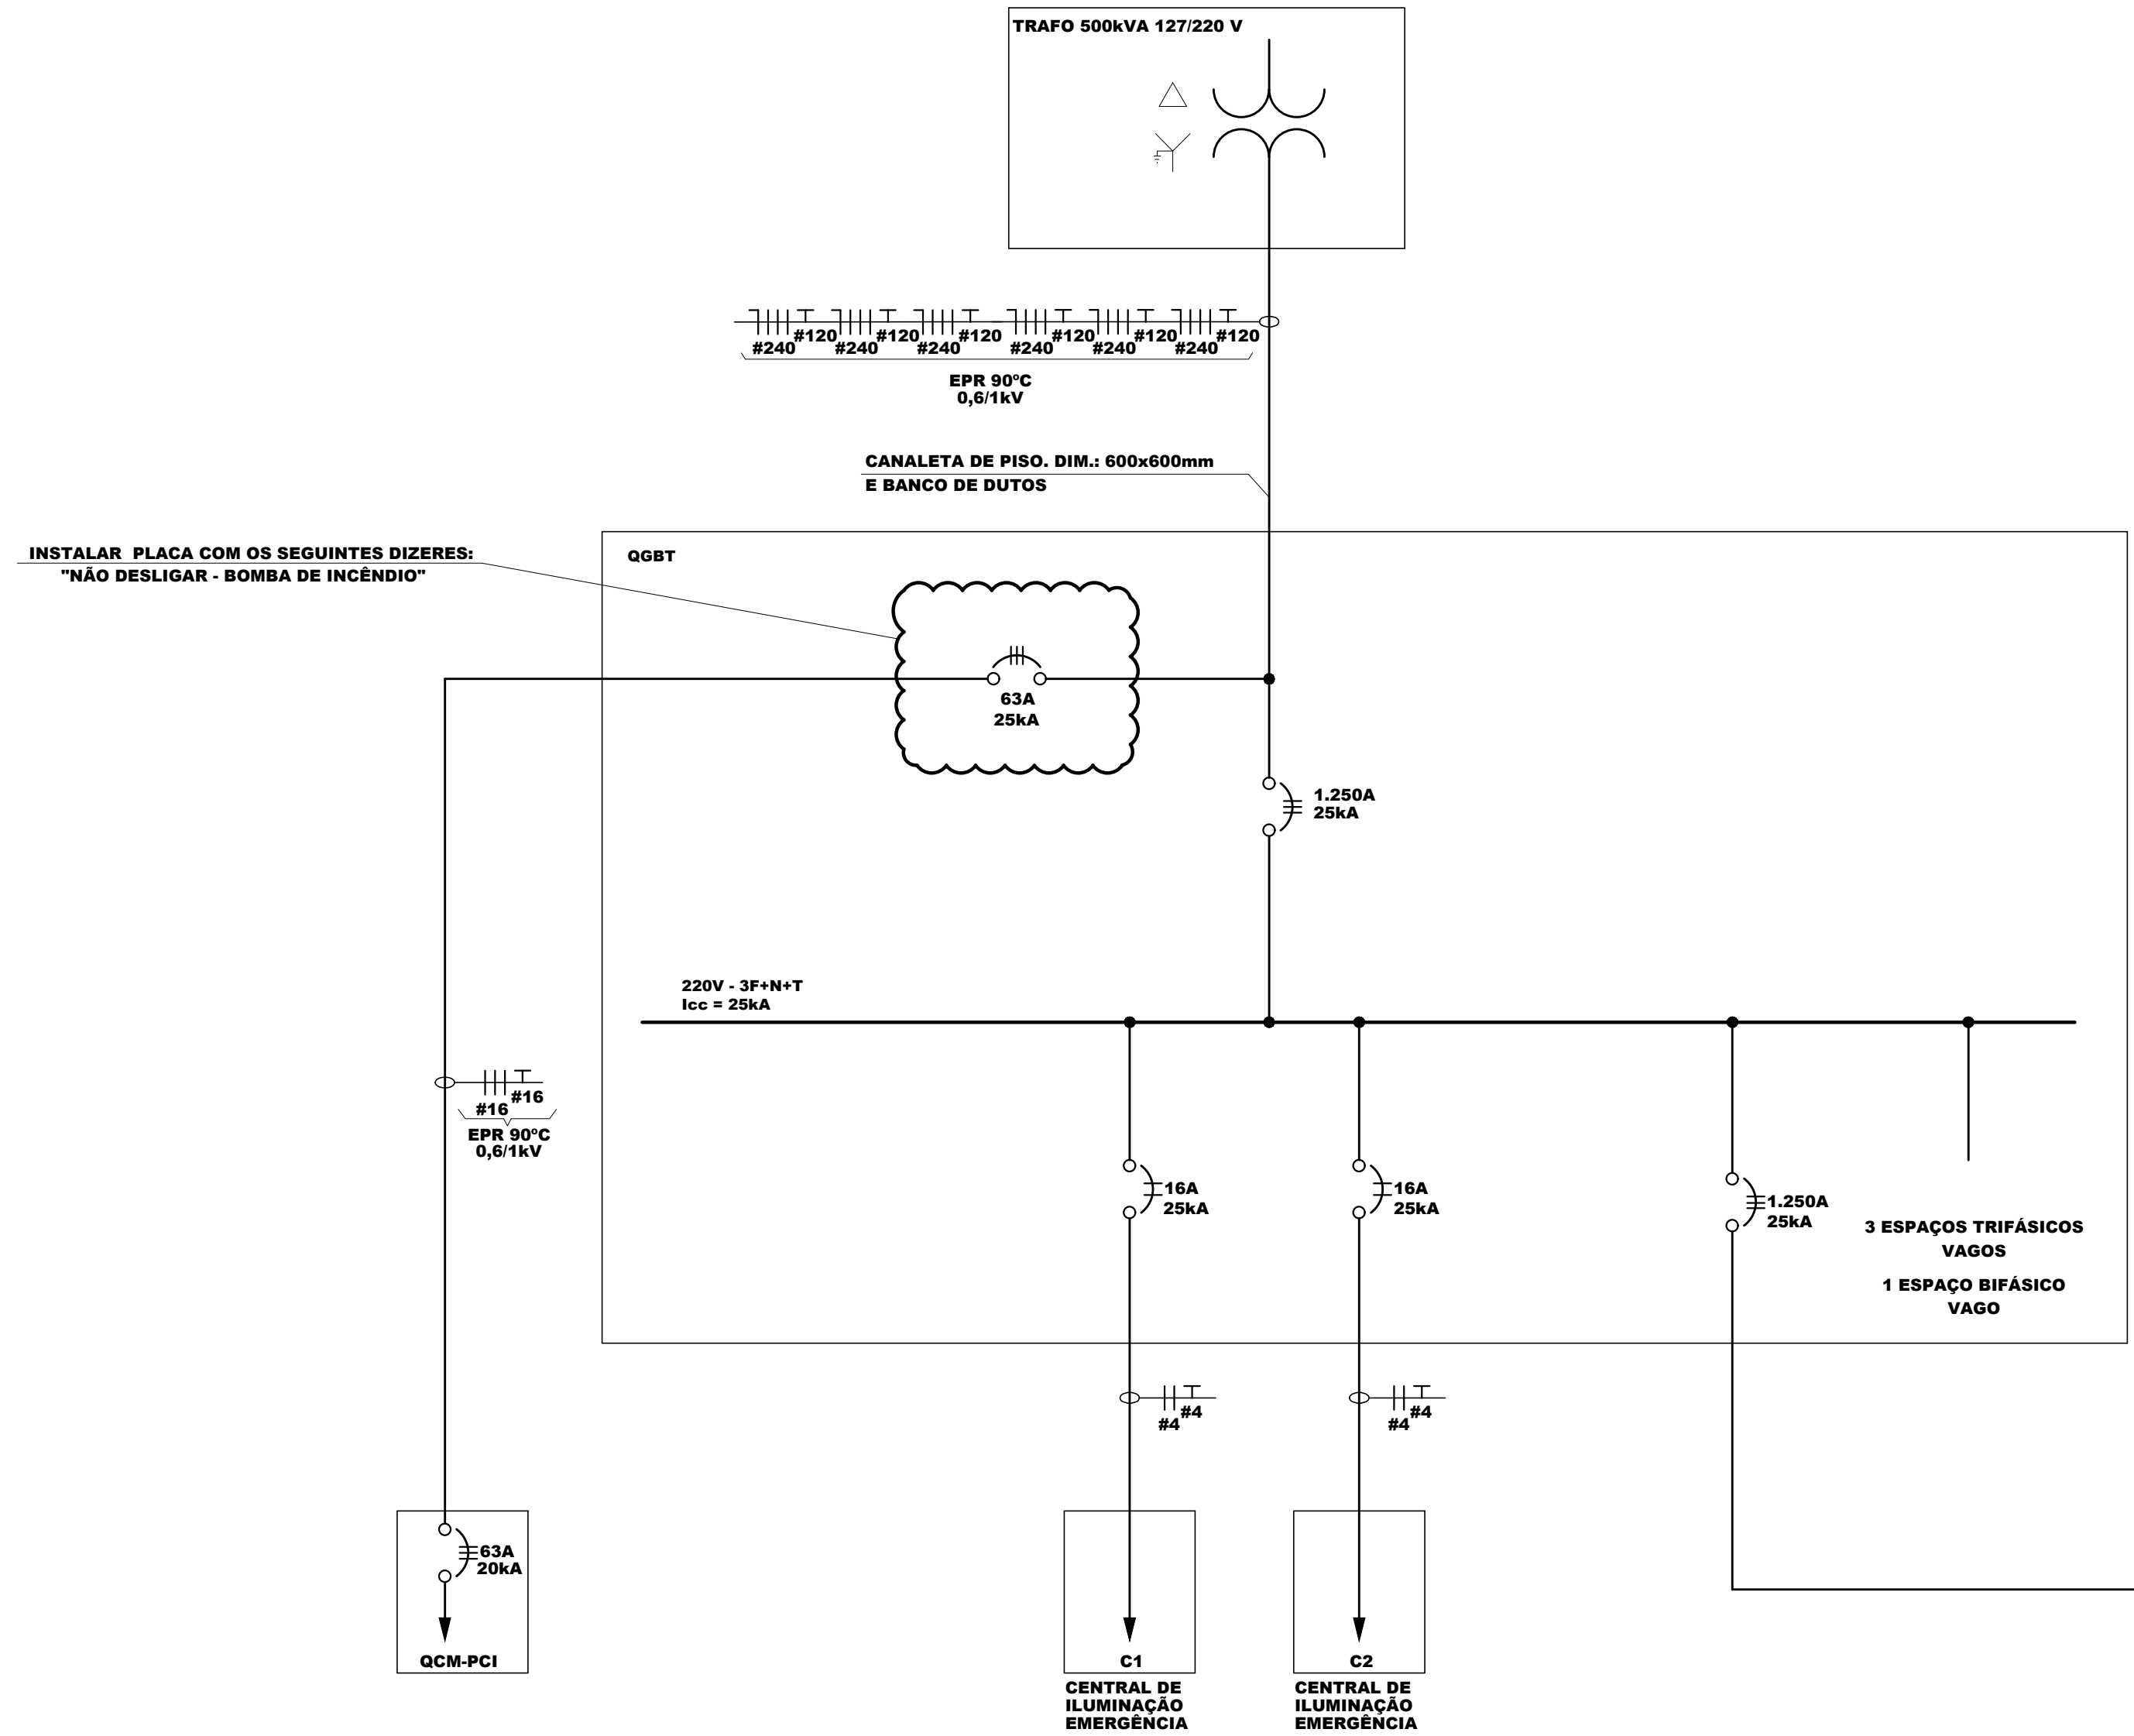 TRAFO 500kVA 127/220 V
#120 #120 #120 #120 #120 #120
#240 #240 #240 #240 #240 #240
EPR 90ºC
0,6/1kV
CANALETA DE PISO. DIM.: 600x600mm
E BANCO DE DUTOS
INSTALAR PLACA COM OS SEGUINTES DIZERES:
"NÃO DESLIGAR - BOMBA DE INCÊNDIO"
QGBT
63A
25kA
1.250A
25kA
220V - 3F+N+T
Icc = 25kA
#16
#16
EPR 90ºC
0,6/1kV
16A
25kA
16A
25kA
1.250A
25kA
3 ESPAÇOS TRIFÁSICOS
VAGOS
1 ESPAÇO BIFÁSICO
VAGO
#4
#4
#4
#4
63A
20kA
QCM-PCI
C1
CENTRAL DE
ILUMINAÇÃO
EMERGÊNCIA
C2
CENTRAL DE
ILUMINAÇÃO
EMERGÊNCIA